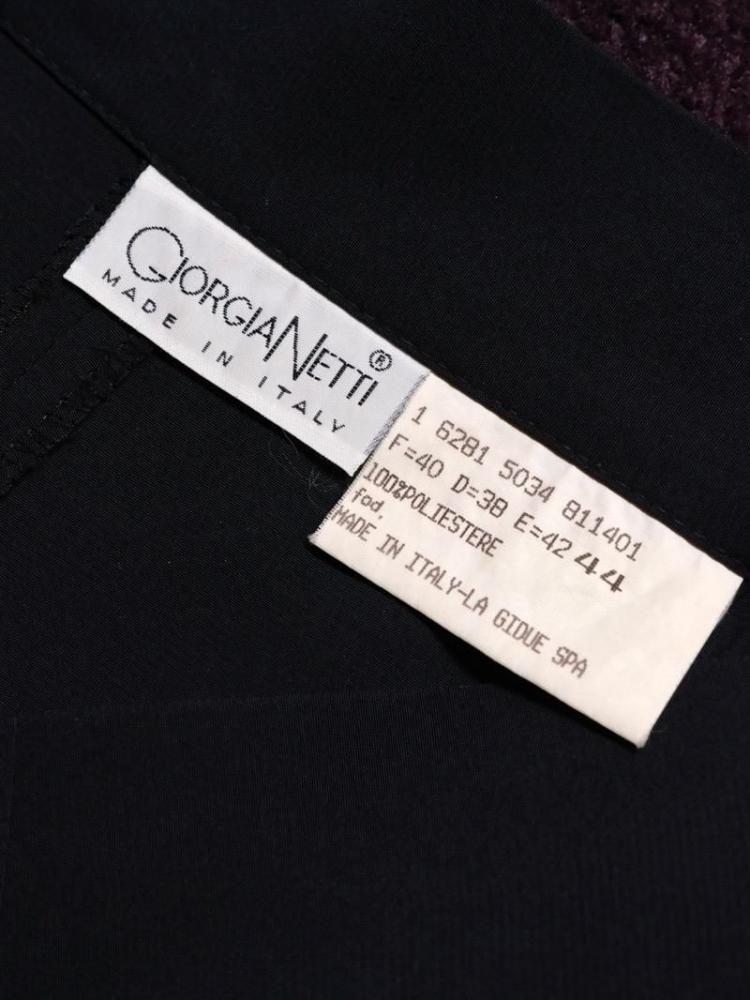 GIORGIANETTI®
MADE IN ITALY
1 6281 5034 811401
F=40 D=38 E=42 44
100%POLIESTERE
fod.
MADE IN ITALY-LA GIDUE SPA